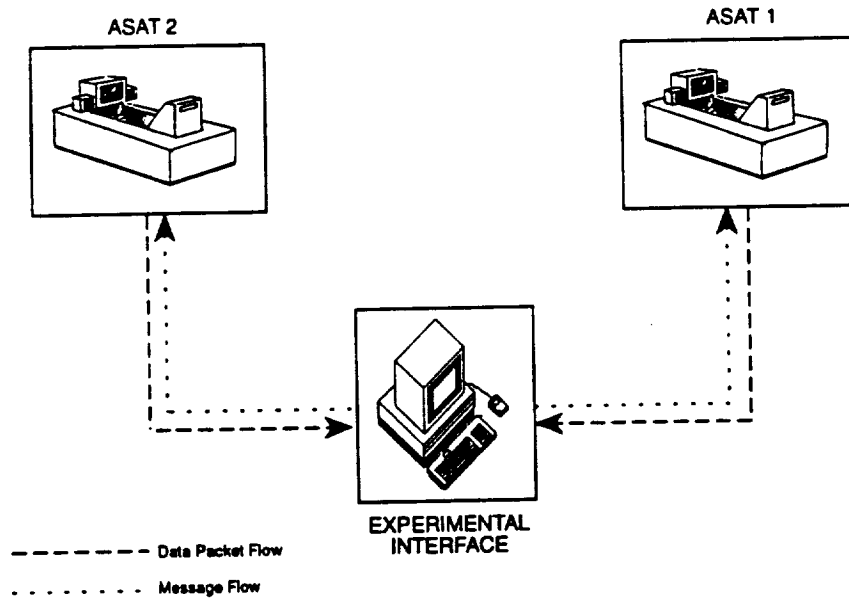 ASAT 2
ASAT 1
EXPERIMENTAL
INTERFACE
Data Packet Flow
Message Flow